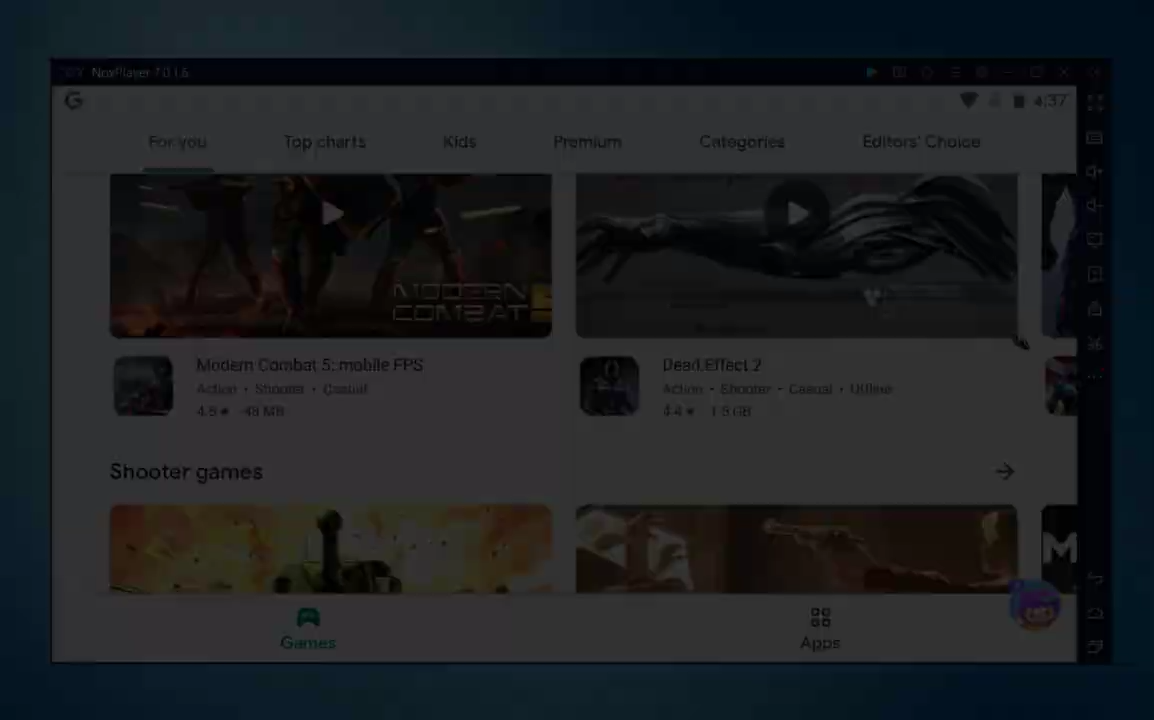 NoxPlayer 7.0.1.5
4:37
For you
Top charts
Kids
Premium
Categories
Editors' Choice
MODERN
COMBAT 5
Modern Combat 5: mobile FPS
Action • Shooter • Casual
4.5 ★ 48 MB
Dead Effect 2
Action • Shooter • Casual • Offline
4.4 ★ 1.5 GB
Shooter games
M
Games
Apps